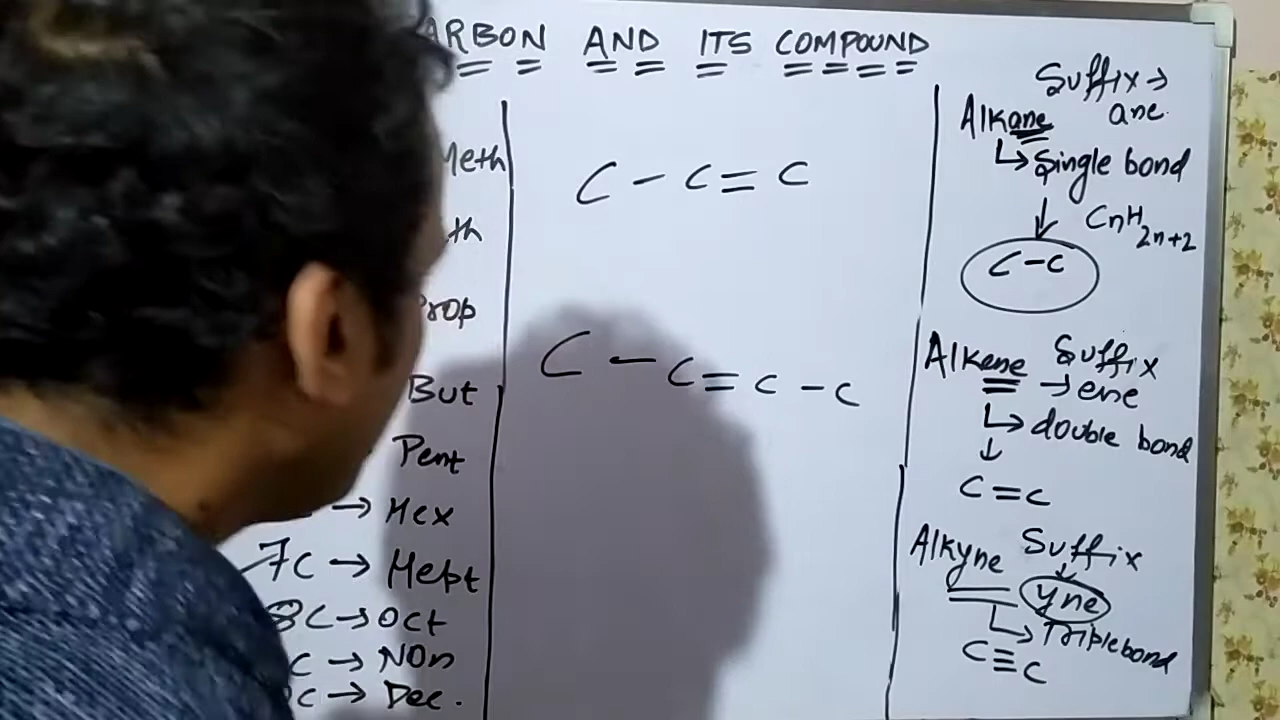 ARBON AND ITS COMPOUND
Meth
th
Prop
But
Pent
→ Hex
7C → Hept
8C → Oct
C → NOn
C → Dec.
C - C = C
C - C = C - C
Suffix →
Alkane ane
↳ Single bond
↓ CnH2n+2
C - C
Alkene Suffix
→ ene
↳ double bond
↓
C = C
Alkyne Suffix
↓
yne
↳ Triple bond
C ≡ C